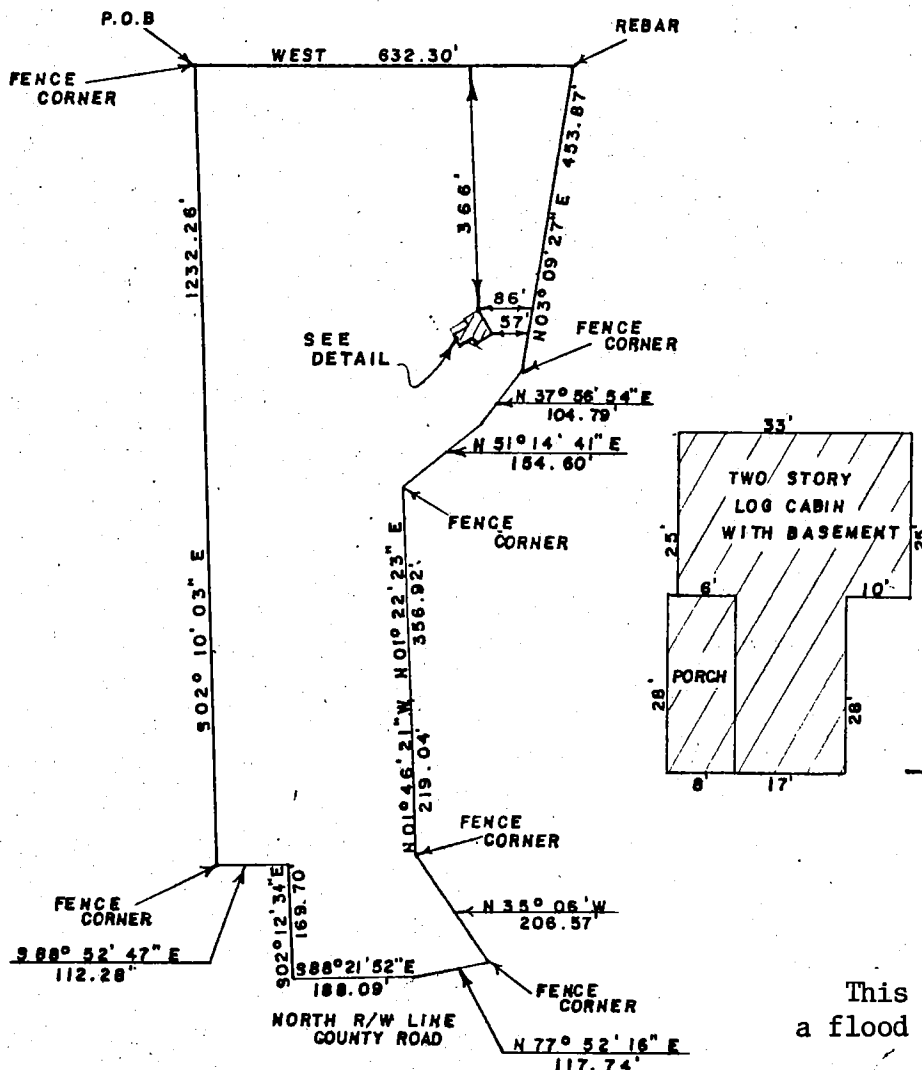 P.O.B
WEST 632.30'
REBAR
FENCE
CORNER
453.87'
N03° 09' 27" E
366'
1232.26'
S02° 10' 03" E
86'
57'
SEE
DETAIL
FENCE
CORNER
N 37° 56' 54" E
104.79'
N 51° 14' 41" E
154.60'
FENCE
CORNER
N01° 22' 23" E
356.92'
N01° 46' 21" W
219.04'
33'
TWO STORY
LOG CABIN
WITH BASEMENT
25'
6'
10'
PORCH
28'
28'
8'
17'
FENCE
CORNER
FENCE
CORNER
S02° 12' 34" E
169.70'
N 35° 06' W
206.57'
S88° 52' 47" E
112.28"
S88° 21' 52" E
188.09'
NORTH R/W LINE
COUNTY ROAD
FENCE
CORNER
N 77° 52' 16" E
117.74'
This
a flood